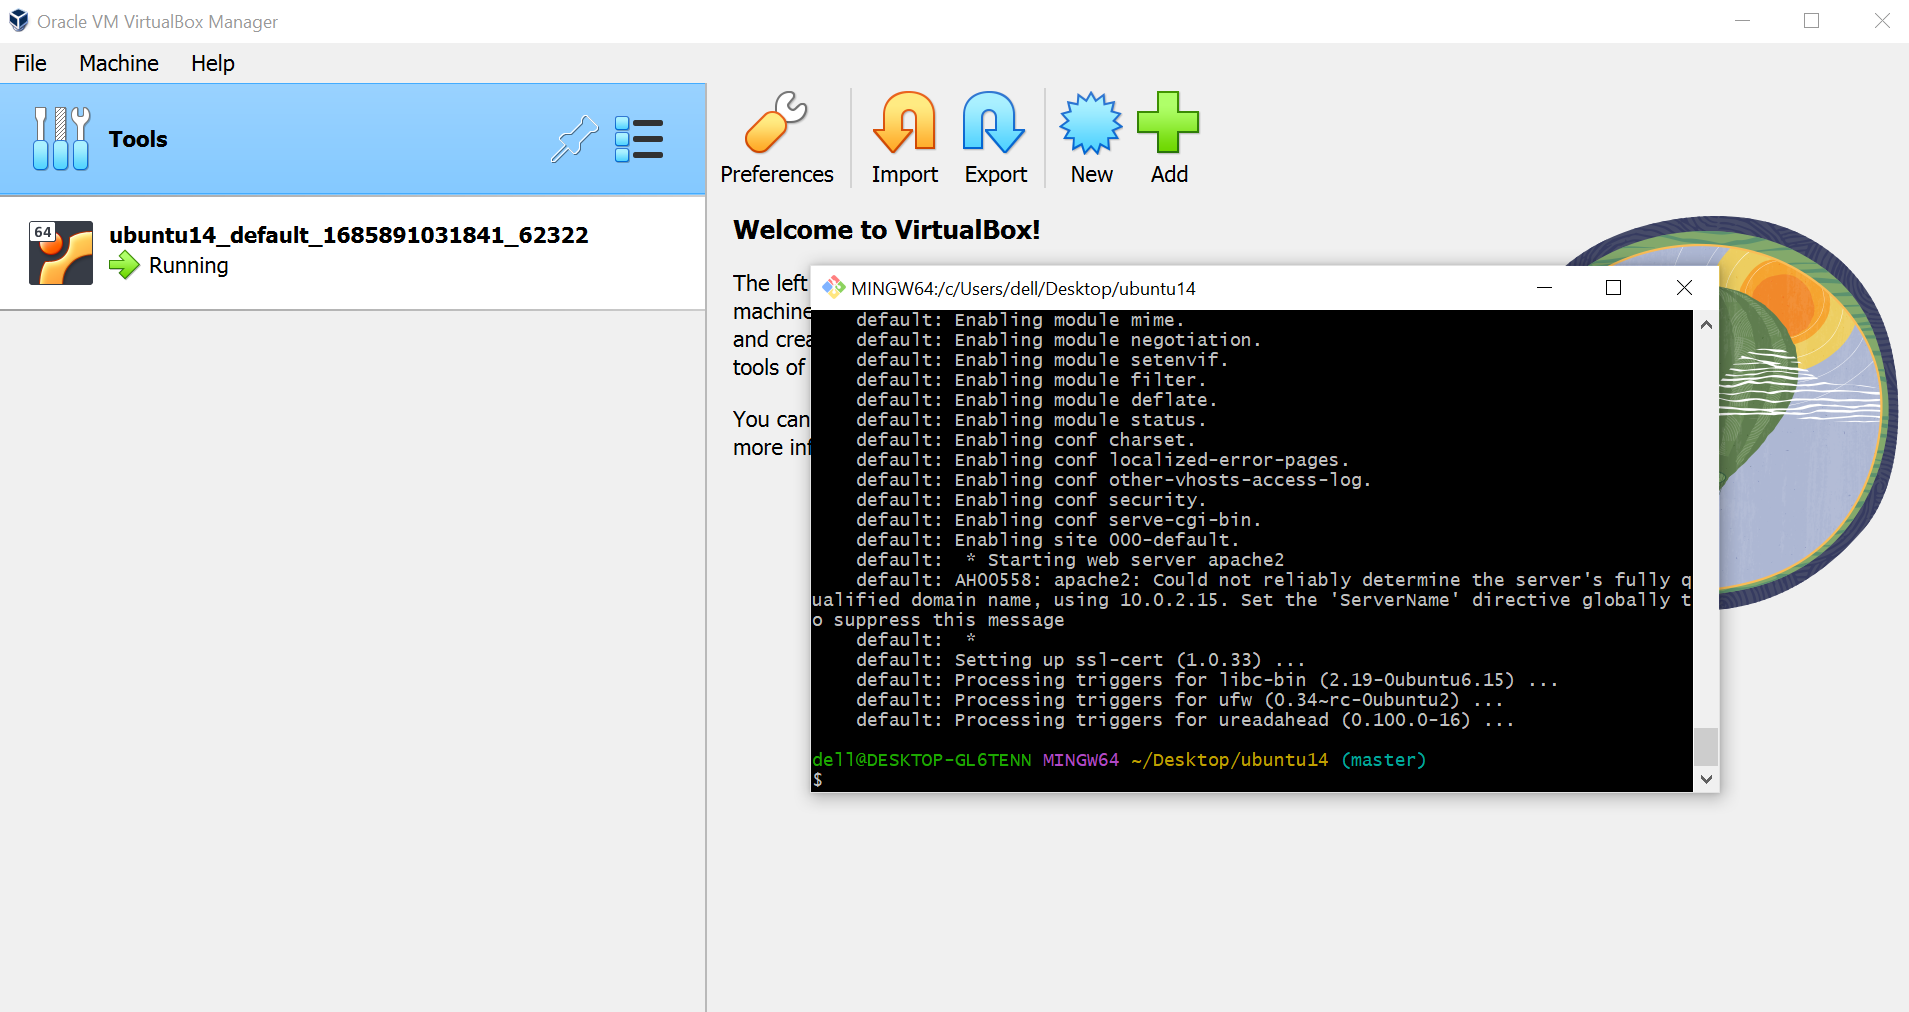 Oracle VM VirtualBox Manager
File Machine Help
Tools
Preferences Import Export New Add
64
ubuntu14_default_1685891031841_62322
Running
Welcome to VirtualBox!
The left
machine
and crea
tools of
You can
more inf
MINGW64:/c/Users/dell/Desktop/ubuntu14
default: Enabling module mime.
default: Enabling module negotiation.
default: Enabling module setenvif.
default: Enabling module filter.
default: Enabling module deflate.
default: Enabling module status.
default: Enabling conf charset.
default: Enabling conf localized-error-pages.
default: Enabling conf other-vhosts-access-log.
default: Enabling conf security.
default: Enabling conf serve-cgi-bin.
default: Enabling site 000-default.
default:  * Starting web server apache2
default: AH00558: apache2: Could not reliably determine the server's fully q
ualified domain name, using 10.0.2.15. Set the 'ServerName' directive globally t
o suppress this message
default:  *
default: Setting up ssl-cert (1.0.33) ...
default: Processing triggers for libc-bin (2.19-0ubuntu6.15) ...
default: Processing triggers for ufw (0.34~rc-0ubuntu2) ...
default: Processing triggers for ureadahead (0.100.0-16) ...
dell@DESKTOP-GL6TENN MINGW64 ~/Desktop/ubuntu14 (master)
$